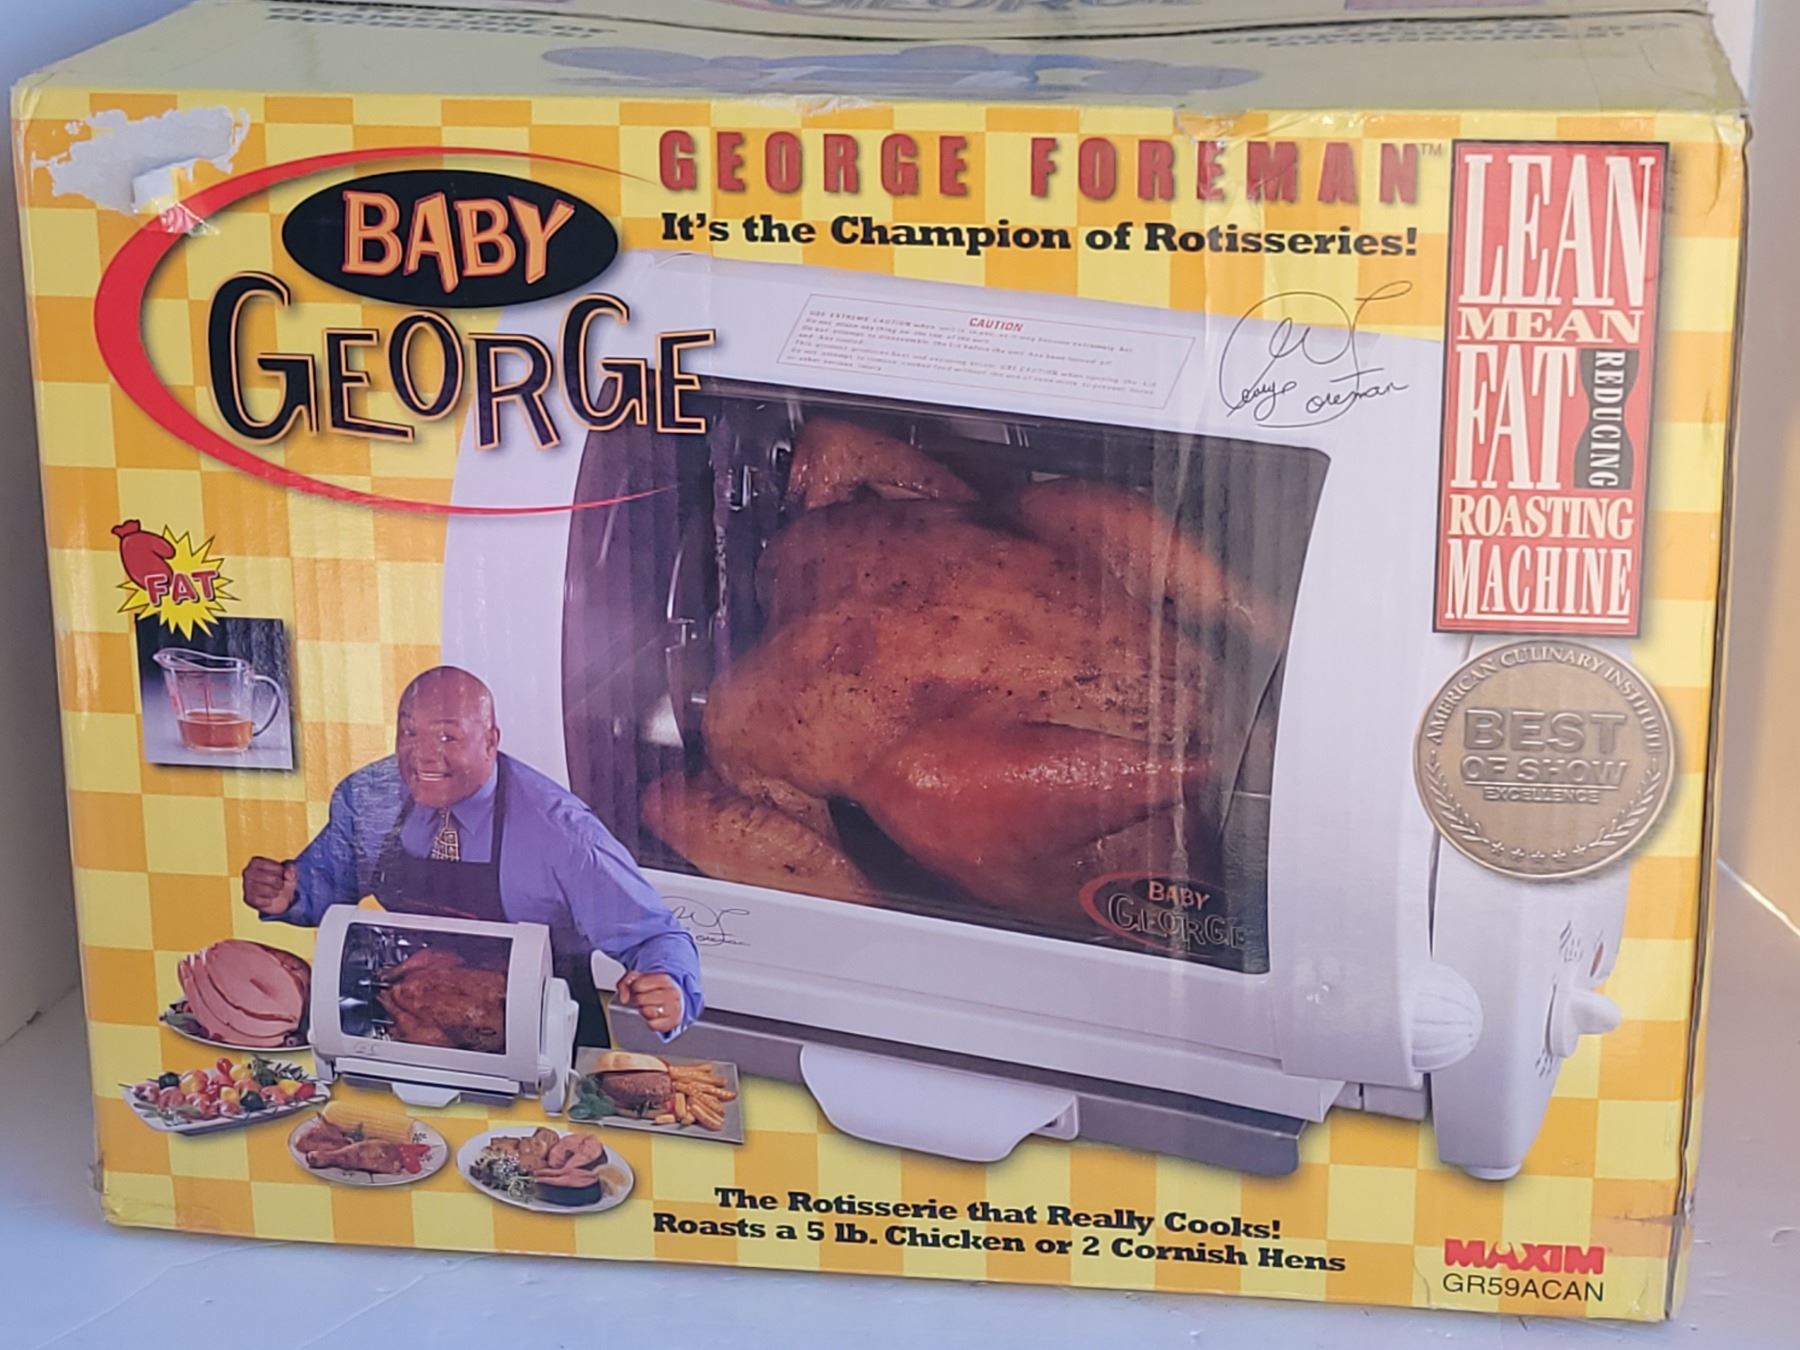 GEORGE FOREMAN™
It's the Champion of Rotisseries!
BABY
GEORGE
CAUTION
George Foreman
LEAN
MEAN
FAT
REDUCING
ROASTING
MACHINE
FAT
AMERICAN CULINARY INSTITUTE
BEST
OF SHOW
EXCELLENCE
BABY
GEORGE
The Rotisserie that Really Cooks!
Roasts a 5 lb. Chicken or 2 Cornish Hens
MAXIM
GR59ACAN